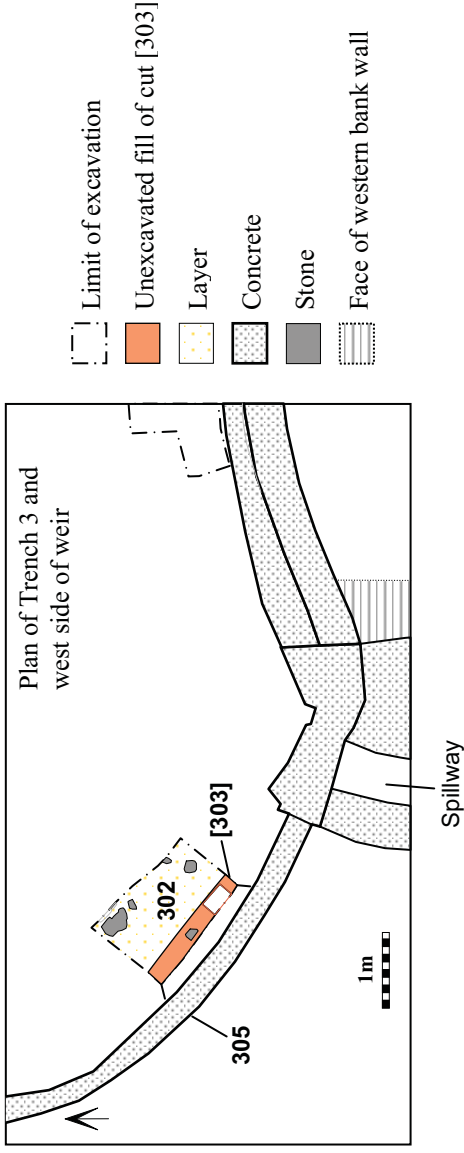 Plan of Trench 3 and
west side of weir
302
[303]
305
1m
Spillway
Limit of excavation
Unexcavated fill of cut [303]
Layer
Concrete
Stone
Face of western bank wall